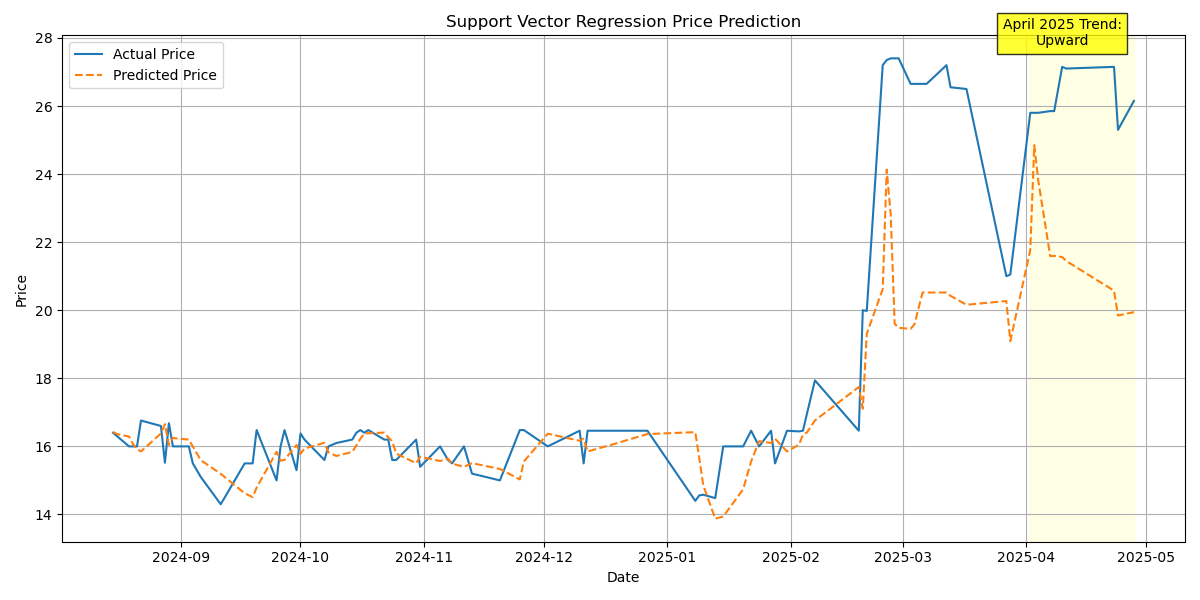 Support Vector Regression Price Prediction
April 2025 Trend:
Upward
Actual Price
Predicted Price
Price
28
26
24
22
20
18
16
14
2024-09
2024-10
2024-11
2024-12
2025-01
2025-02
2025-03
2025-04
2025-05
Date